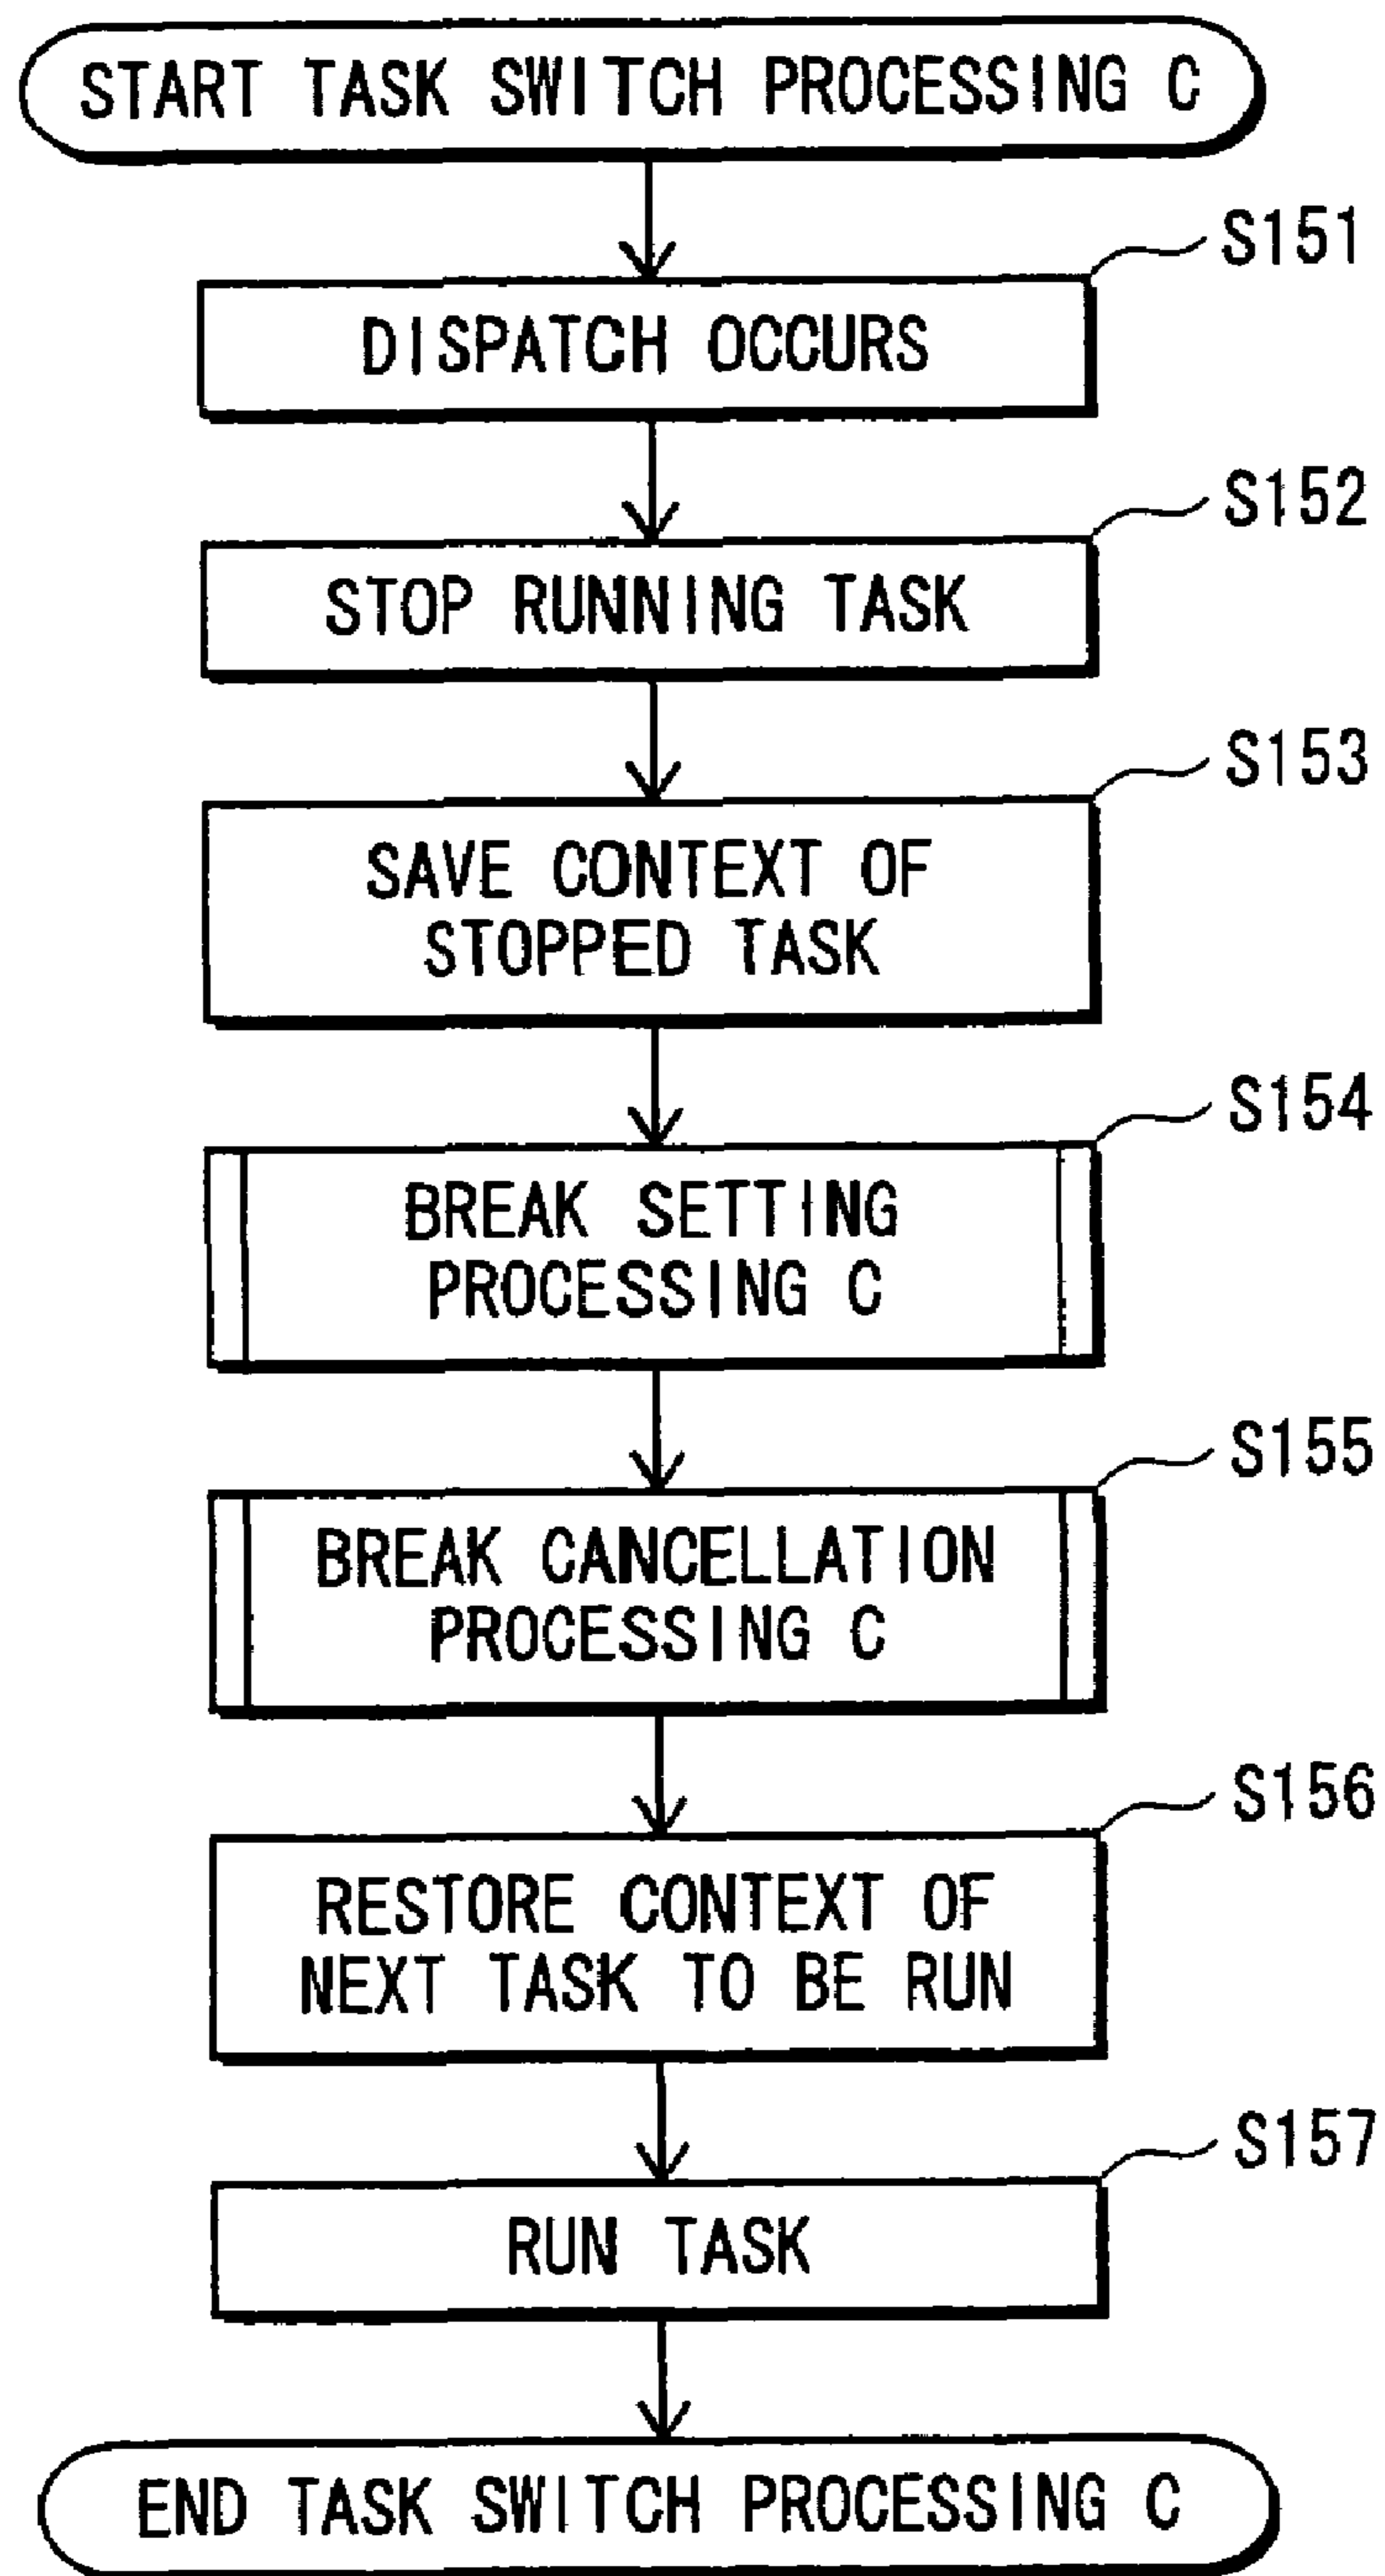 START TASK SWITCH PROCESSING C
S151
DISPATCH OCCURS
S152
STOP RUNNING TASK
S153
SAVE CONTEXT OF
STOPPED TASK
S154
BREAK SETTING
PROCESSING C
S155
BREAK CANCELLATION
PROCESSING C
S156
RESTORE CONTEXT OF
NEXT TASK TO BE RUN
S157
RUN TASK
END TASK SWITCH PROCESSING C